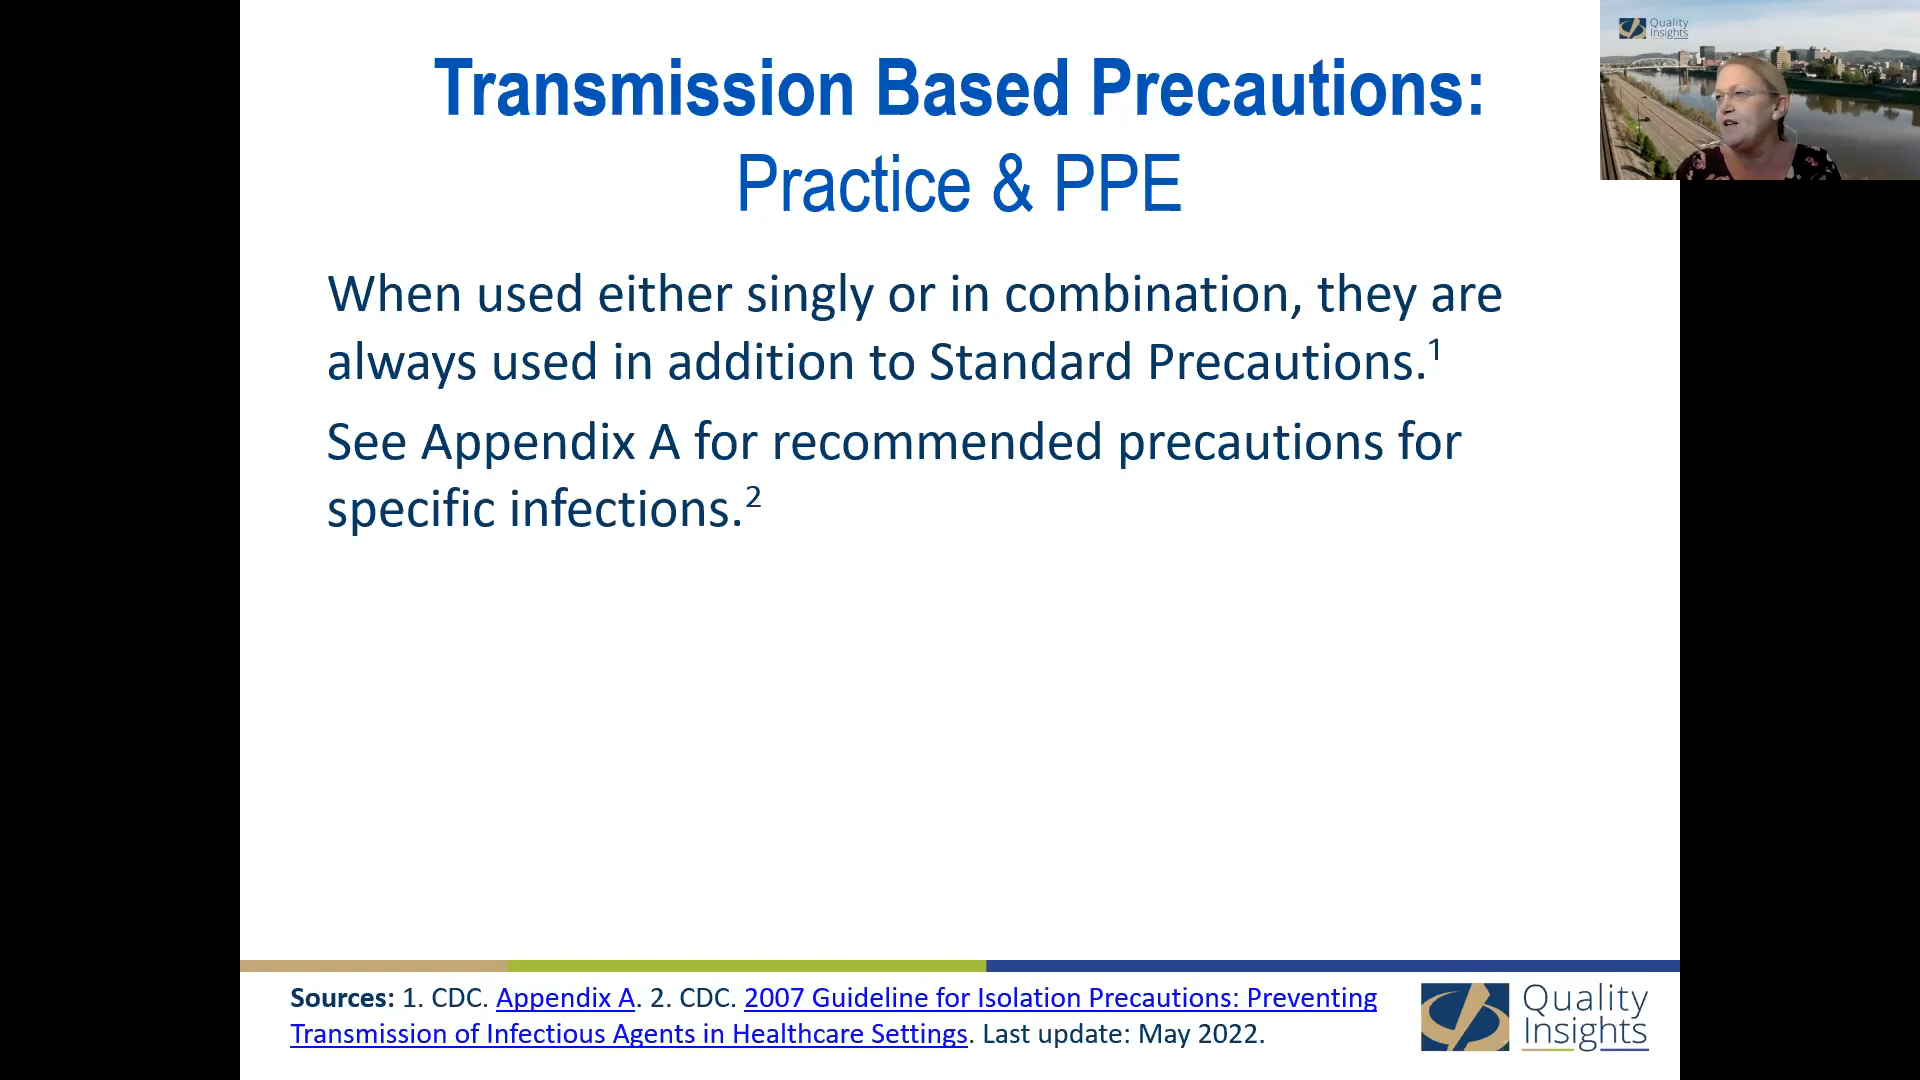 Transmission Based Precautions:
Practice & PPE
When used either singly or in combination, they are
always used in addition to Standard Precautions.1
See Appendix A for recommended precautions for
specific infections.2
Sources: 1. CDC. Appendix A. 2. CDC. 2007 Guideline for Isolation Precautions: Preventing
Transmission of Infectious Agents in Healthcare Settings. Last update: May 2022.
Quality
Insights
Quality
Insights